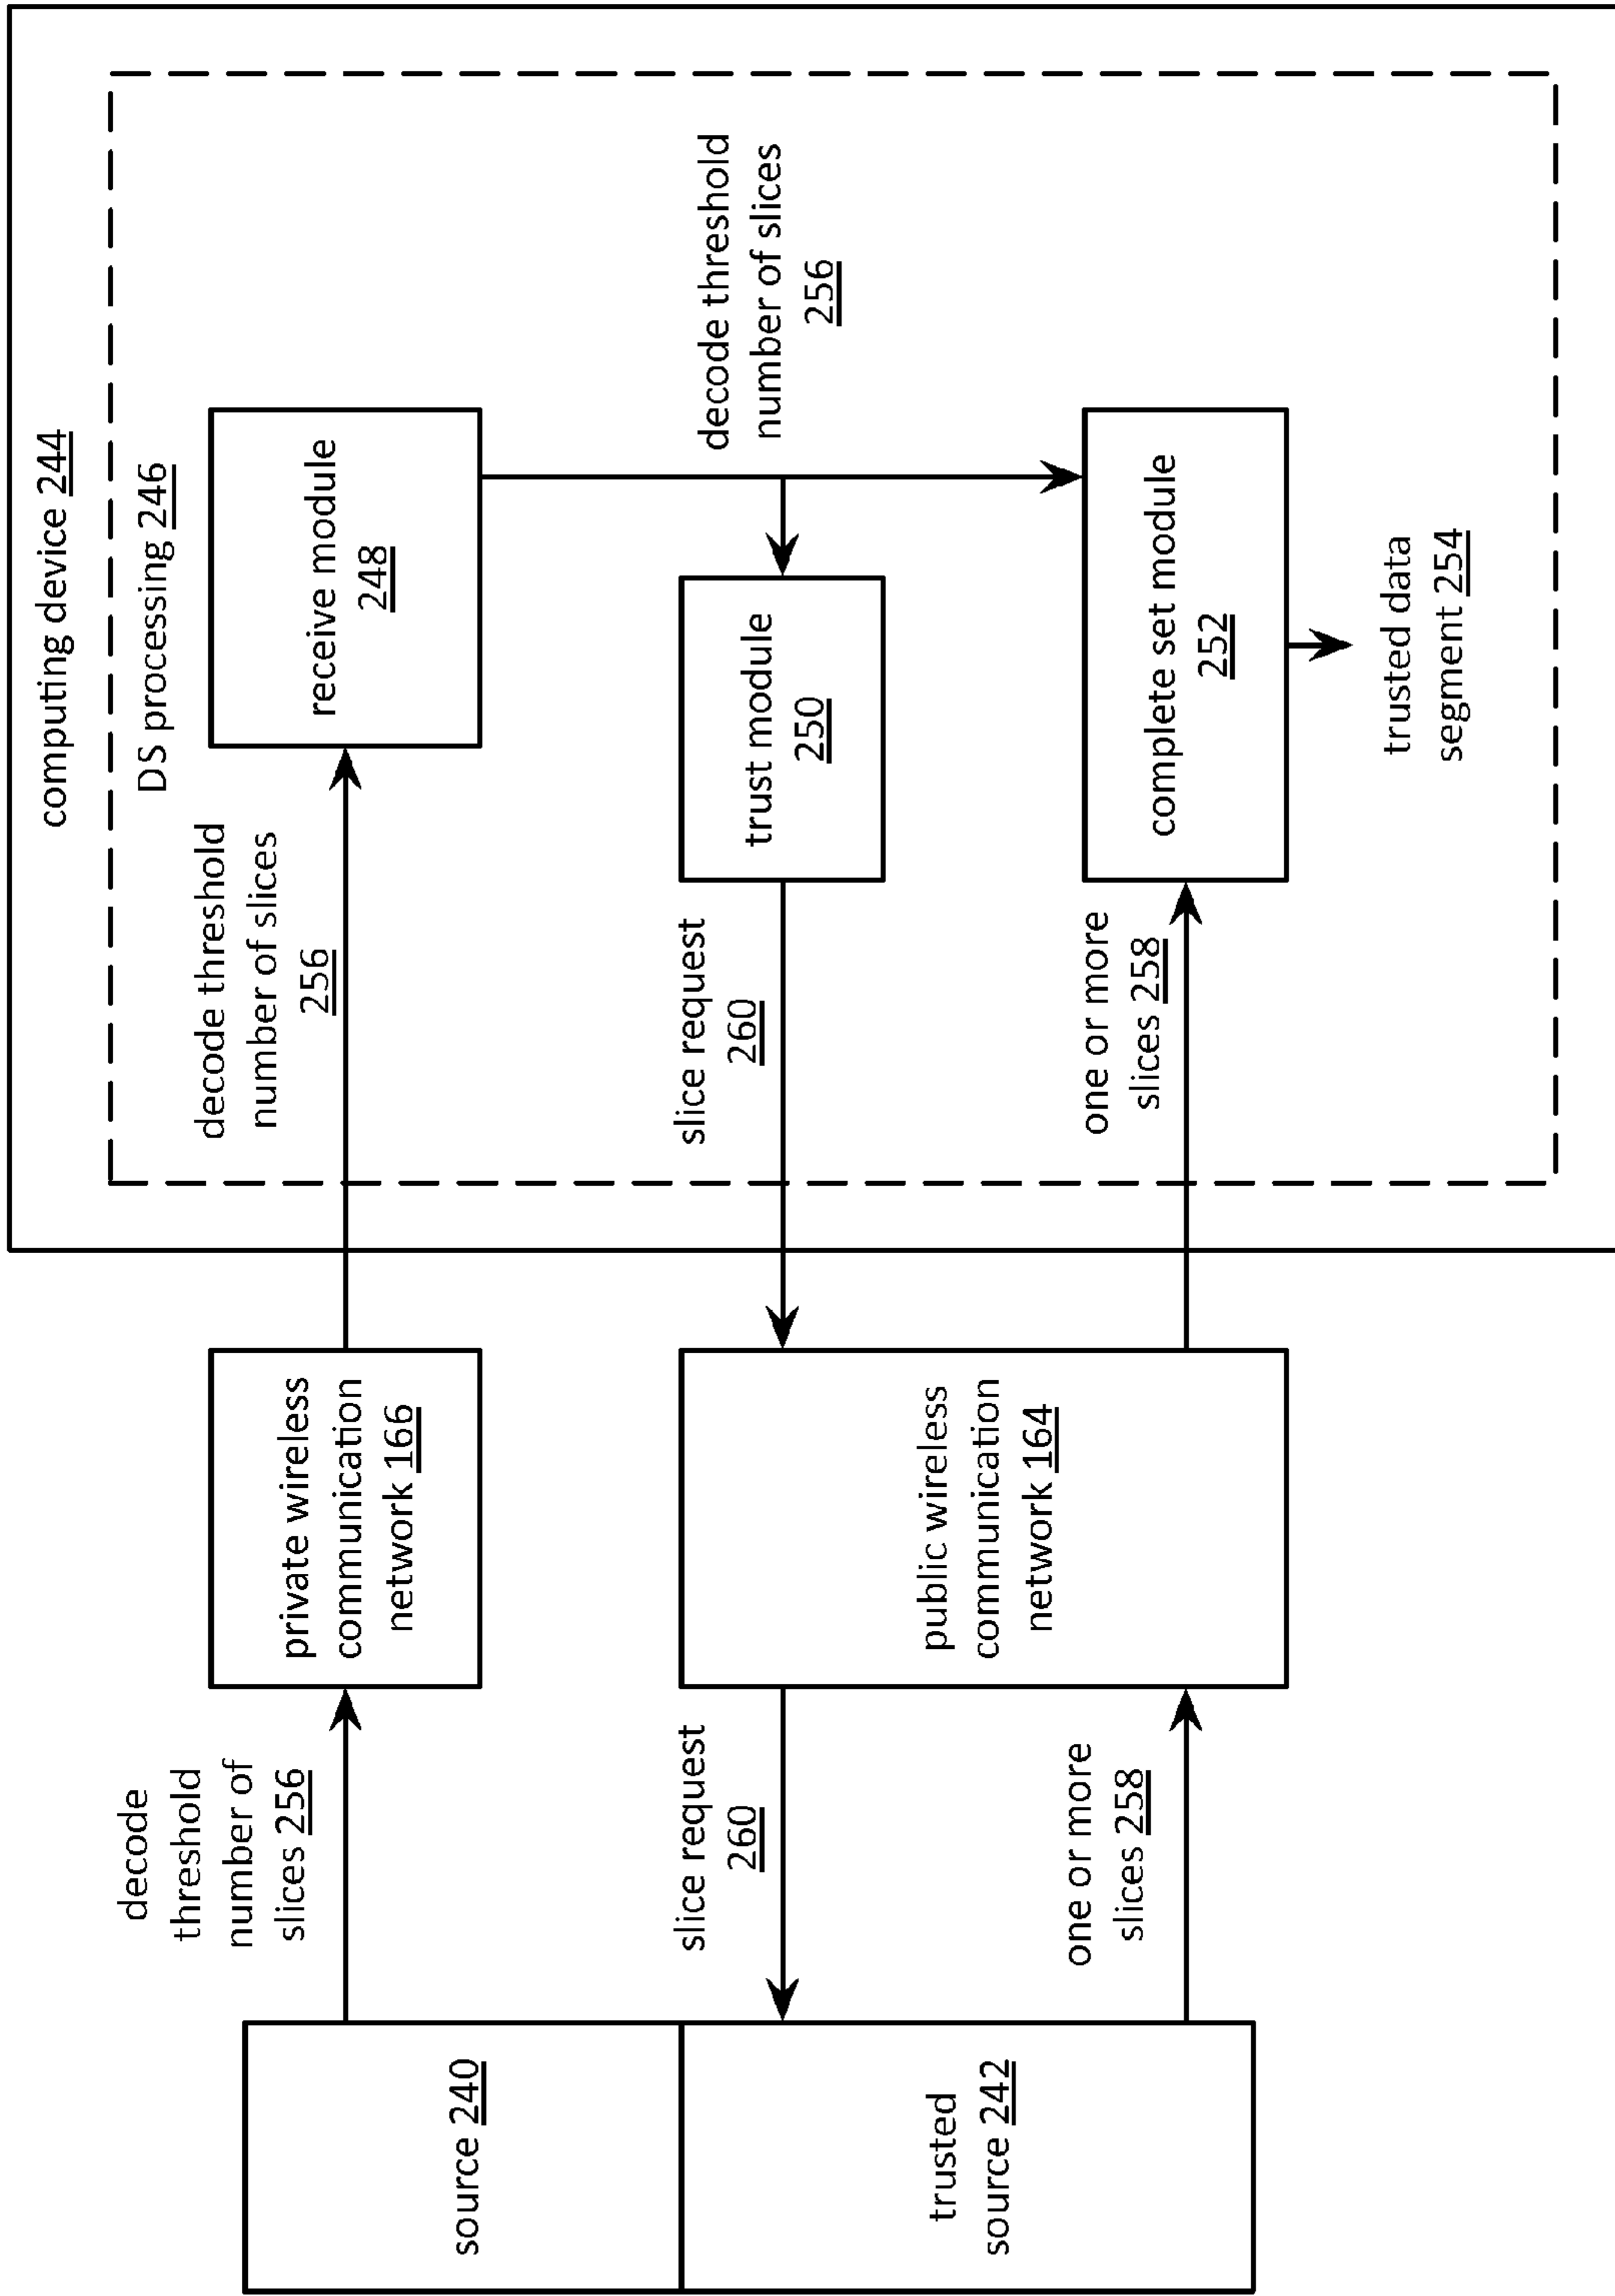 computing device 244
DS processing 246
decode
threshold
number of
slices 256
private wireless
communication
network 166
decode threshold
number of slices
256
receive module
248
source 240
slice request
260
slice request
260
trust module
250
decode threshold
number of slices
256
trusted
source 242
public wireless
communication
network 164
one or more
slices 258
one or more
slices 258
complete set module
252
trusted data
segment 254